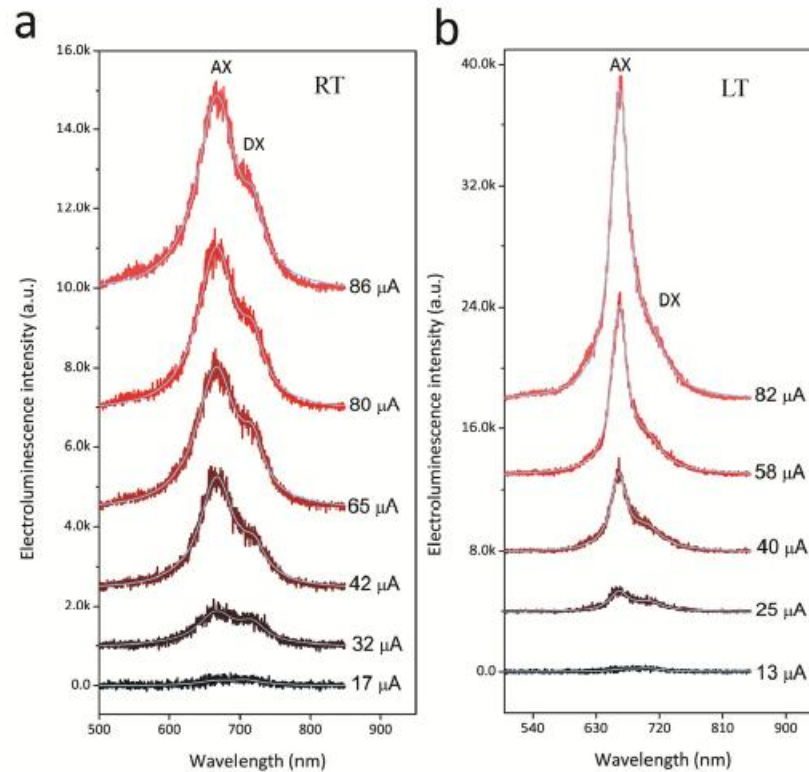 a
RT
AX
DX
16.0k
14.0k
12.0k
10.0k
8.0k
6.0k
4.0k
2.0k
0.0
86 μA
80 μA
65 μA
42 μA
32 μA
17 μA
500 600 700 800 900
Wavelength (nm)
Electroluminescence intensity (a.u.)
b
LT
AX
DX
40.0k
32.0k
24.0k
16.0k
8.0k
0.0
82 μA
58 μA
40 μA
25 μA
13 μA
540 630 720 810 900
Wavelength (nm)
Electroluminescence intensity (a.u.)